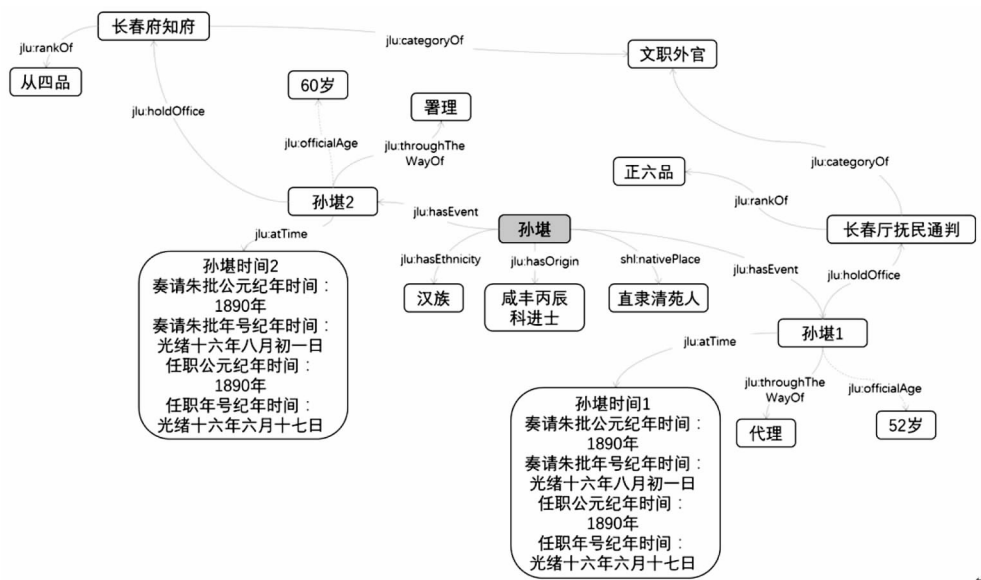 长春府知府
jlu:rankOf
从四品
jlu:categoryOf
文职外官
60岁
署理
jlu:holdOffice
jlu:officialAge
jlu:throughThe
WayOf
jlu:categoryOf
正六品
jlu:rankOf
孙堪2
jlu:hasEvent
孙堪
长春厅抚民通判
jlu:atTime
jlu:hasEthnicity
jlu:hasOrigin
shl:nativePlace
jlu:hasEvent
jlu:holdOffice
孙堪时间2
奏请朱批公元纪年时间：
1890年
奏请朱批年号纪年时间：
光绪十六年八月初一日
任职公元纪年时间：
1890年
任职年号纪年时间：
光绪十六年六月十七日
汉族
咸丰丙辰
科进士
直隶清苑人
孙堪1
jlu:atTime
jlu:throughThe
WayOf
jlu:officialAge
代理
52岁
孙堪时间1
奏请朱批公元纪年时间：
1890年
奏请朱批年号纪年时间：
光绪十六年八月初一日
任职公元纪年时间：
1890年
任职年号纪年时间：
光绪十六年六月十七日